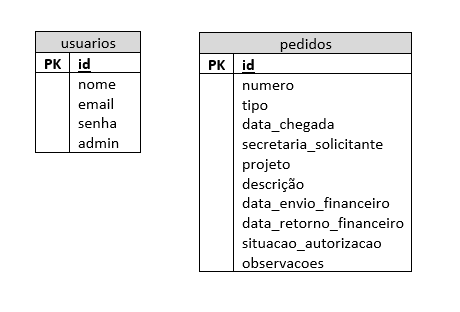 usuarios
PK id
nome
email
senha
admin
pedidos
PK id
numero
tipo
data_chegada
secretaria_solicitante
projeto
descrição
data_envio_financeiro
data_retorno_financeiro
situacao_autorizacao
observacoes